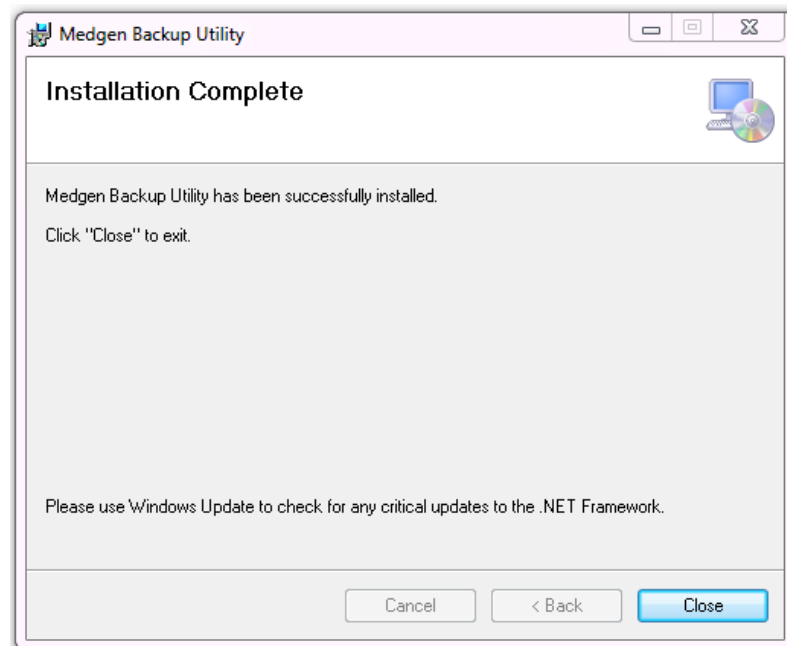 Medgen Backup Utility
Installation Complete
Medgen Backup Utility has been successfully installed.
Click "Close" to exit.
Please use Windows Update to check for any critical updates to the .NET Framework.
Cancel
< Back
Close